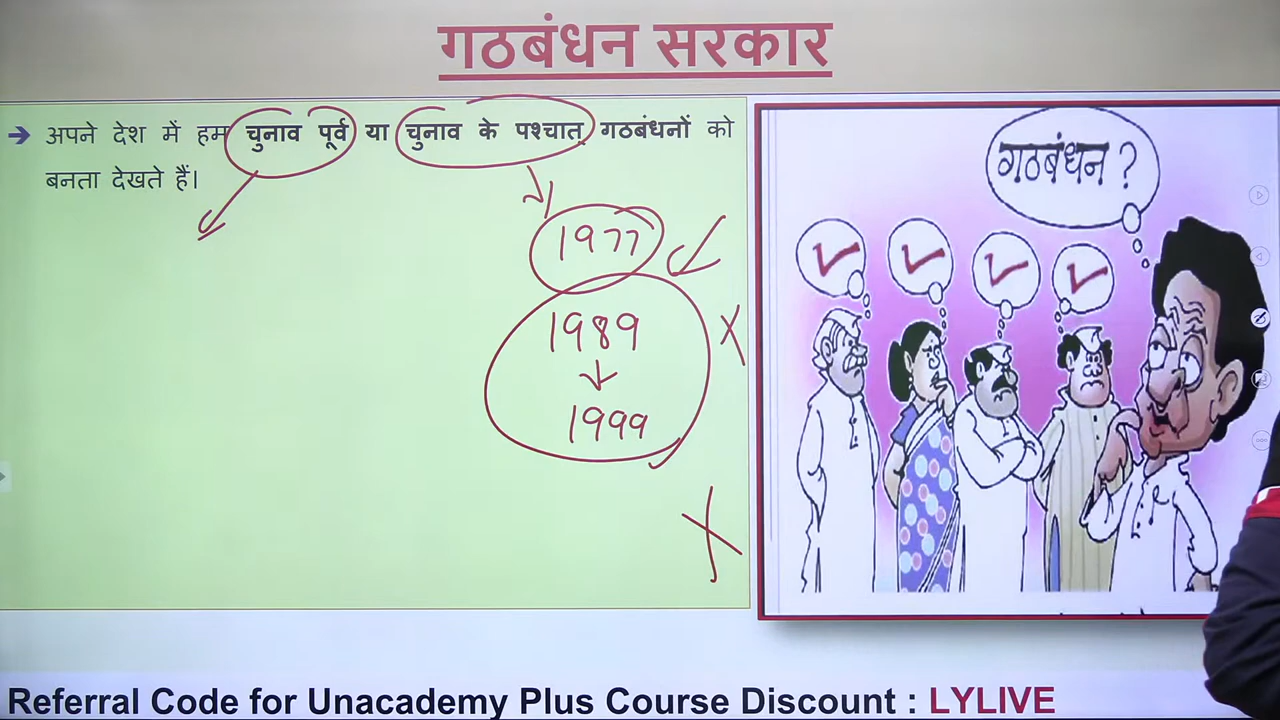 गठबंधन सरकार
→ अपने देश में हम चुनाव पूर्व या चुनाव के पश्चात् गठबंधनों को
बनता देखते हैं।
1977
1989
1999
गठबंधन ?
Referral Code for Unacademy Plus Course Discount : LYLIVE